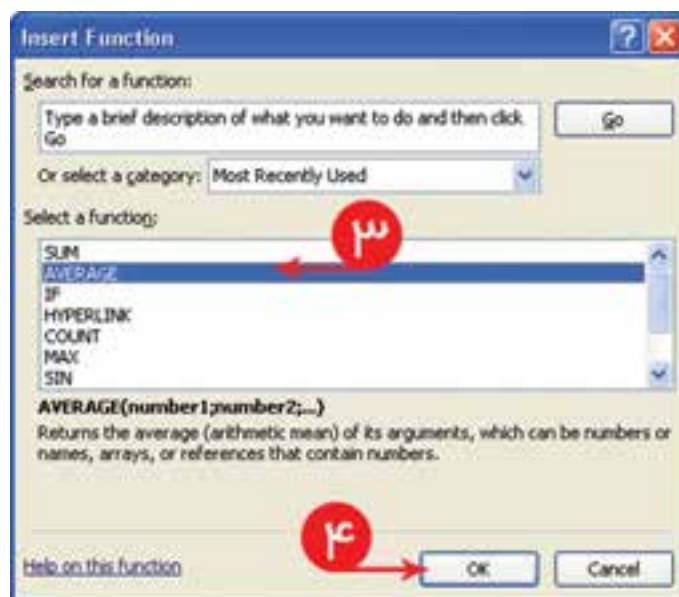 Insert Function
Search for a function:
Type a brief description of what you want to do and then click
Go
Go
Or select a category: Most Recently Used
Select a function:
۳
SUM
AVERAGE
IF
HYPERLINK
COUNT
MAX
SIN
AVERAGE(number1;number2;...)
Returns the average (arithmetic mean) of its arguments, which can be numbers or
names, arrays, or references that contain numbers.
۴
Help on this function
OK
Cancel